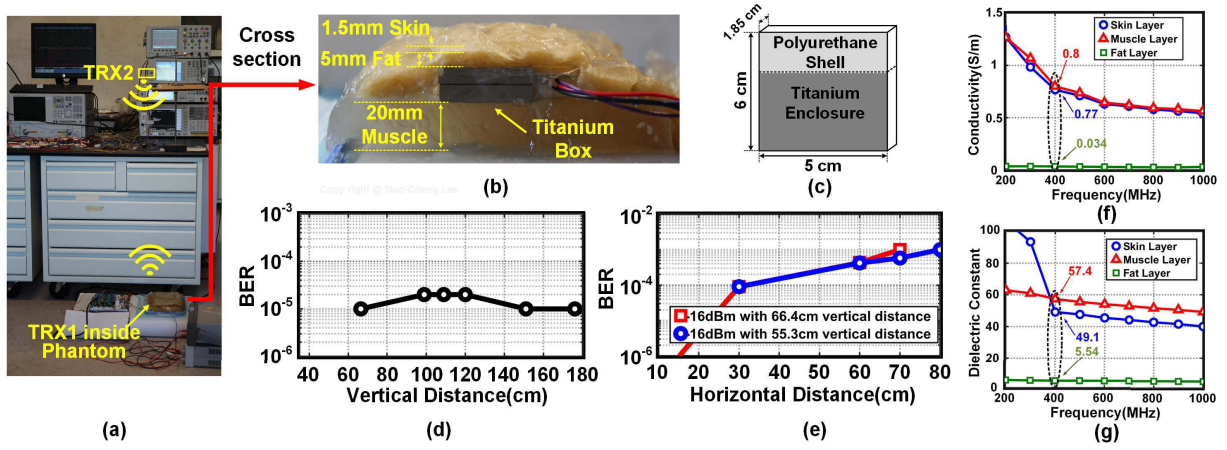 TRX2
TRX1 inside
Phantom
(a)
Cross
section
1.5mm Skin
5mm Fat
20mm
Muscle
Titanium
Box
Copy right @ Mao-Cheng Lee
(b)
1.85 cm
6 cm
Polyurethane
Shell
Titanium
Enclosure
5 cm
(c)
BER
10-3
10-4
10-5
10-6
40 60 80 100 120 140 160 180
Vertical Distance(cm)
(d)
BER
10-2
10-4
10-6
10 20 30 40 50 60 70 80
-16dBm with 66.4cm vertical distance
-16dBm with 55.3cm vertical distance
Horizontal Distance(cm)
(e)
Conductivity(S/m)
1.5
1
0.5
0
Skin Layer
Muscle Layer
Fat Layer
0.8
0.77
0.034
200 400 600 800 1000
Frequency(MHz)
(f)
Dielectric Constant
100
80
60
40
20
0
Skin Layer
Muscle Layer
Fat Layer
57.4
49.1
5.54
200 400 600 800 1000
Frequency(MHz)
(g)